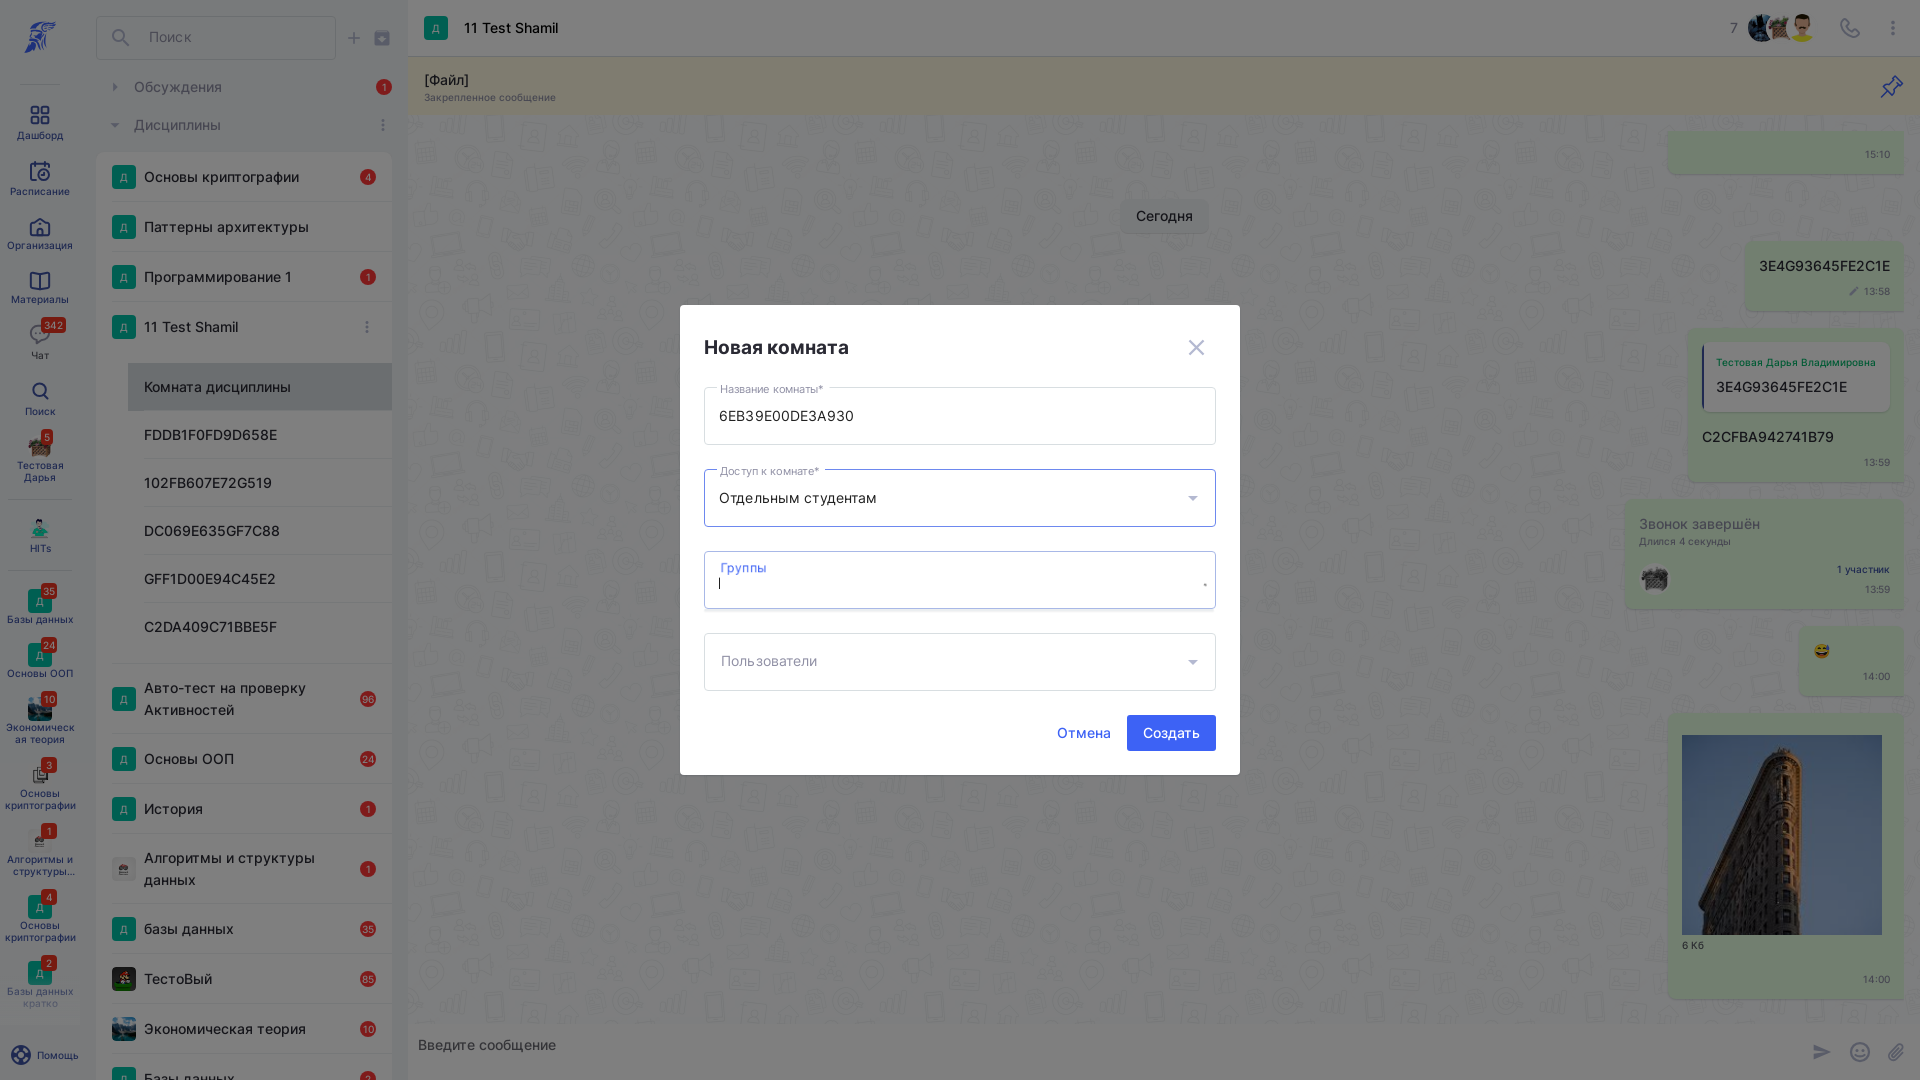 Дашборд
Расписание
Организация
Материалы
342
Чат
Поиск
5
Тестовая
Дарья
HITs
35
Д
Базы данных
24
Д
Основы ООП
10
Экономическ
ая теория
3
Основы
криптографии
1
Алгоритмы и
структуры...
4
Д
Основы
криптографии
2
Д
Базы данных
кратко
Помощь
Поиск
Обсуждения
1
Дисциплины
Д
Основы криптографии
4
Д
Паттерны архитектуры
Д
Программирование 1
1
Д
11 Test Shamil
Комната дисциплины
FDDB1F0FD9D658E
102FB607E72G519
DC069E635GF7C88
GFF1D00E94C45E2
C2DA409C71BBE5F
Д
Авто-тест на проверку
Активностей
96
Д
Основы ООП
24
Д
История
1
Алгоритмы и структуры
данных
1
Д
базы данных
35
ТестоВый
85
Экономическая теория
10
Д
Базы данных
2
Д
11 Test Shamil
7
[Файл]
Закрепленное сообщение
15:10
Сегодня
3E4G93645FE2C1E
13:58
Тестовая Дарья Владимировна
3E4G93645FE2C1E
C2CFBA942741B79
13:59
Звонок завершён
Длился 4 секунды
1 участник
13:59
14:00
6 Кб
14:00
Введите сообщение
Новая комната
Название комнаты*
6EB39E00DE3A930
Доступ к комнате*
Отдельным студентам
Группы
Пользователи
Отмена
Создать